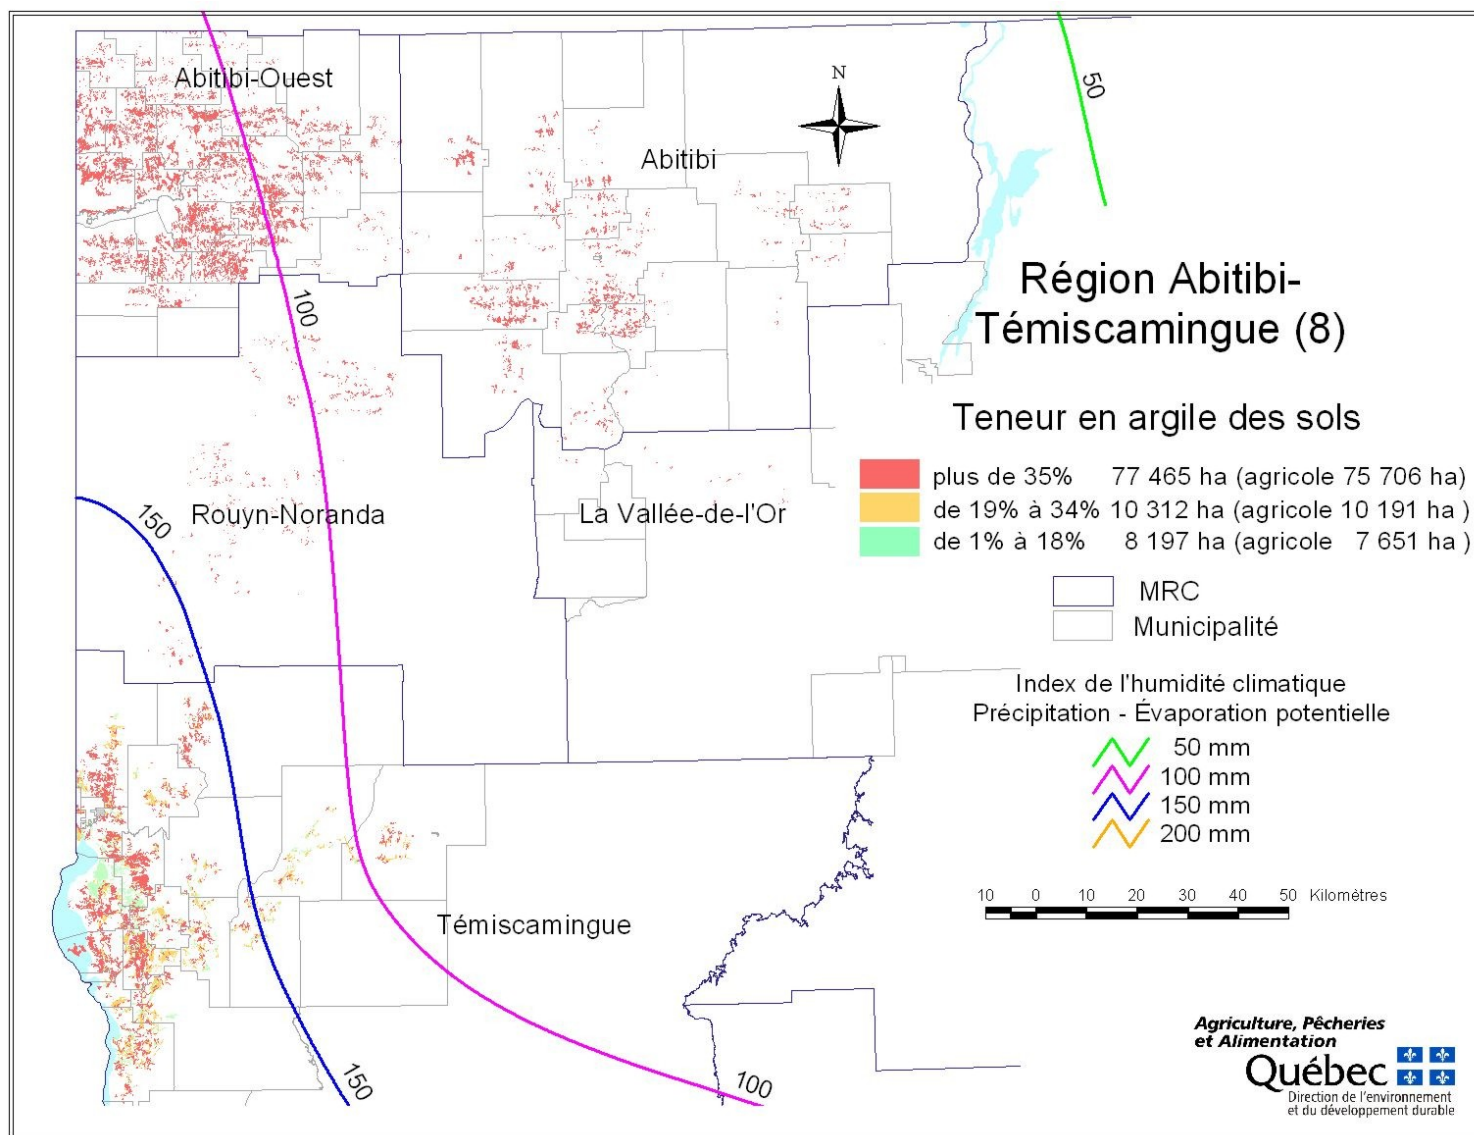 Abitibi-Ouest
N
50
Abitibi
Région Abitibi-
Témiscamingue (8)
100
Teneur en argile des sols
plus de 35% 77 465 ha (agricole 75 706 ha)
de 19% à 34% 10 312 ha (agricole 10 191 ha )
de 1% à 18% 8 197 ha (agricole 7 651 ha )
150
Rouyn-Noranda
La Vallée-de-l'Or
MRC
Municipalité
Index de l'humidité climatique
Précipitation - Évaporation potentielle
50 mm
100 mm
150 mm
200 mm
10 0 10 20 30 40 50 Kilomètres
Témiscamingue
150
100
Agriculture, Pêcheries
et Alimentation
Québec
Direction de l'environnement
et du développement durable